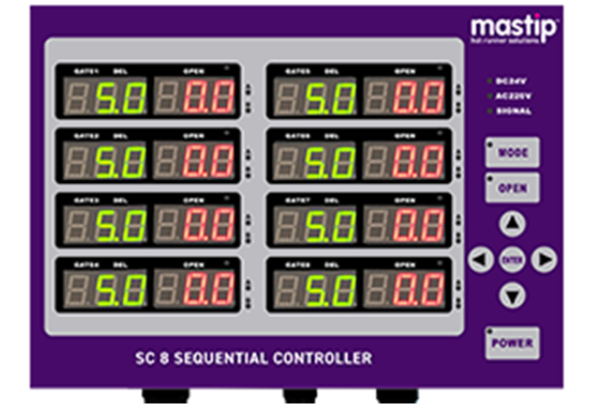 mastip
hot runner solutions
GATE1 DEL OPEN
5.0 0.0
GATE5 DEL OPEN
5.0 0.0
GATE2 DEL OPEN
5.0 0.0
GATE6 DEL OPEN
5.0 0.0
GATE3 DEL OPEN
5.0 0.0
GATE7 DEL OPEN
5.0 0.0
GATE4 DEL OPEN
5.0 0.0
GATE8 DEL OPEN
5.0 0.0
DC24V
AC220V
SIGNAL
MODE
OPEN
ENTER
POWER
SC 8 SEQUENTIAL CONTROLLER